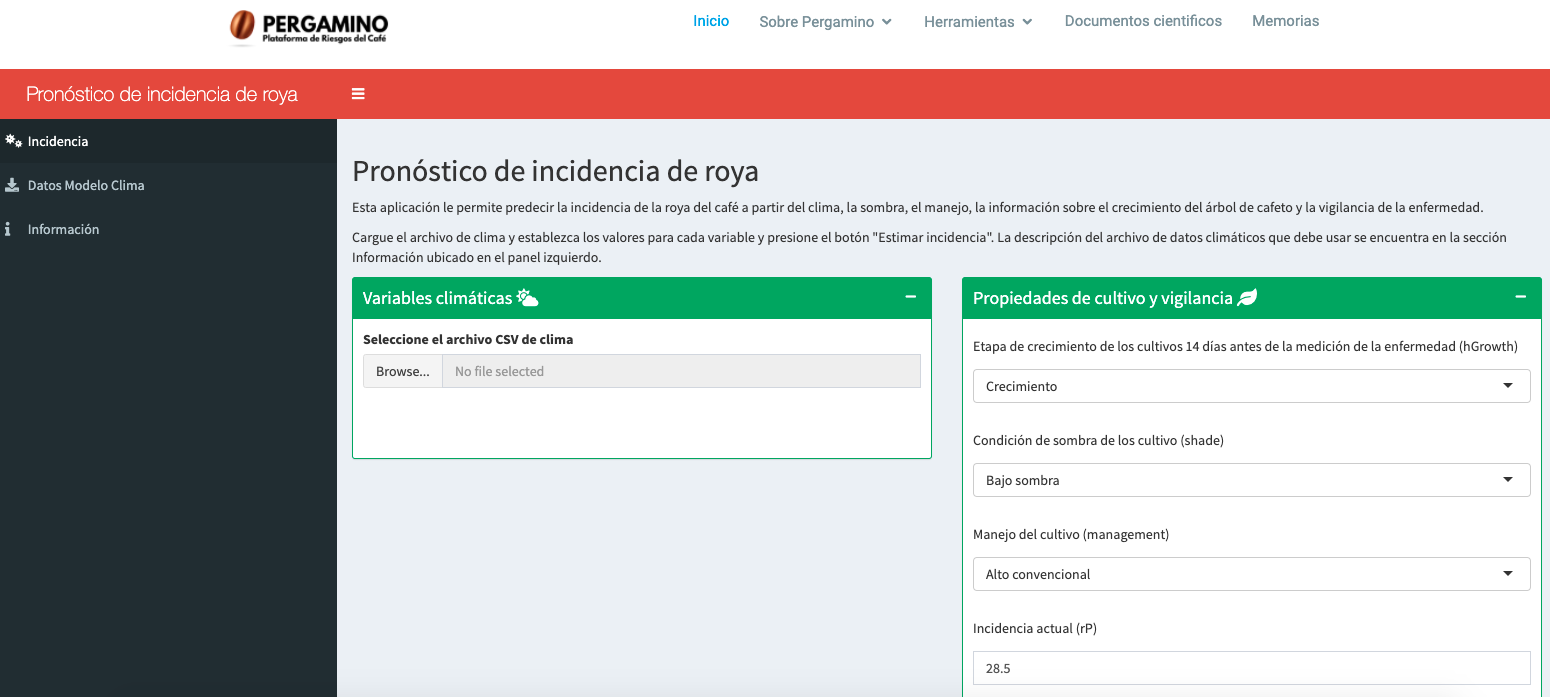 PERGAMINO
Plataforma de Riesgos del Café
Inicio
Sobre Pergamino
Herramientas
Documentos cientificos
Memorias
Pronóstico de incidencia de roya
Incidencia
Datos Modelo Clima
Información
Pronóstico de incidencia de roya
Esta aplicación le permite predecir la incidencia de la roya del café a partir del clima, la sombra, el manejo, la información sobre el crecimiento del árbol de cafeto y la vigilancia de la enfermedad.
Cargue el archivo de clima y establezca los valores para cada variable y presione el botón "Estimar incidencia". La descripción del archivo de datos climáticos que debe usar se encuentra en la sección
Información ubicado en el panel izquierdo.
Variables climáticas
Seleccione el archivo CSV de clima
Browse...
No file selected
Propiedades de cultivo y vigilancia
Etapa de crecimiento de los cultivos 14 días antes de la medición de la enfermedad (hGrowth)
Crecimiento
Condición de sombra de los cultivo (shade)
Bajo sombra
Manejo del cultivo (management)
Alto convencional
Incidencia actual (rP)
28.5